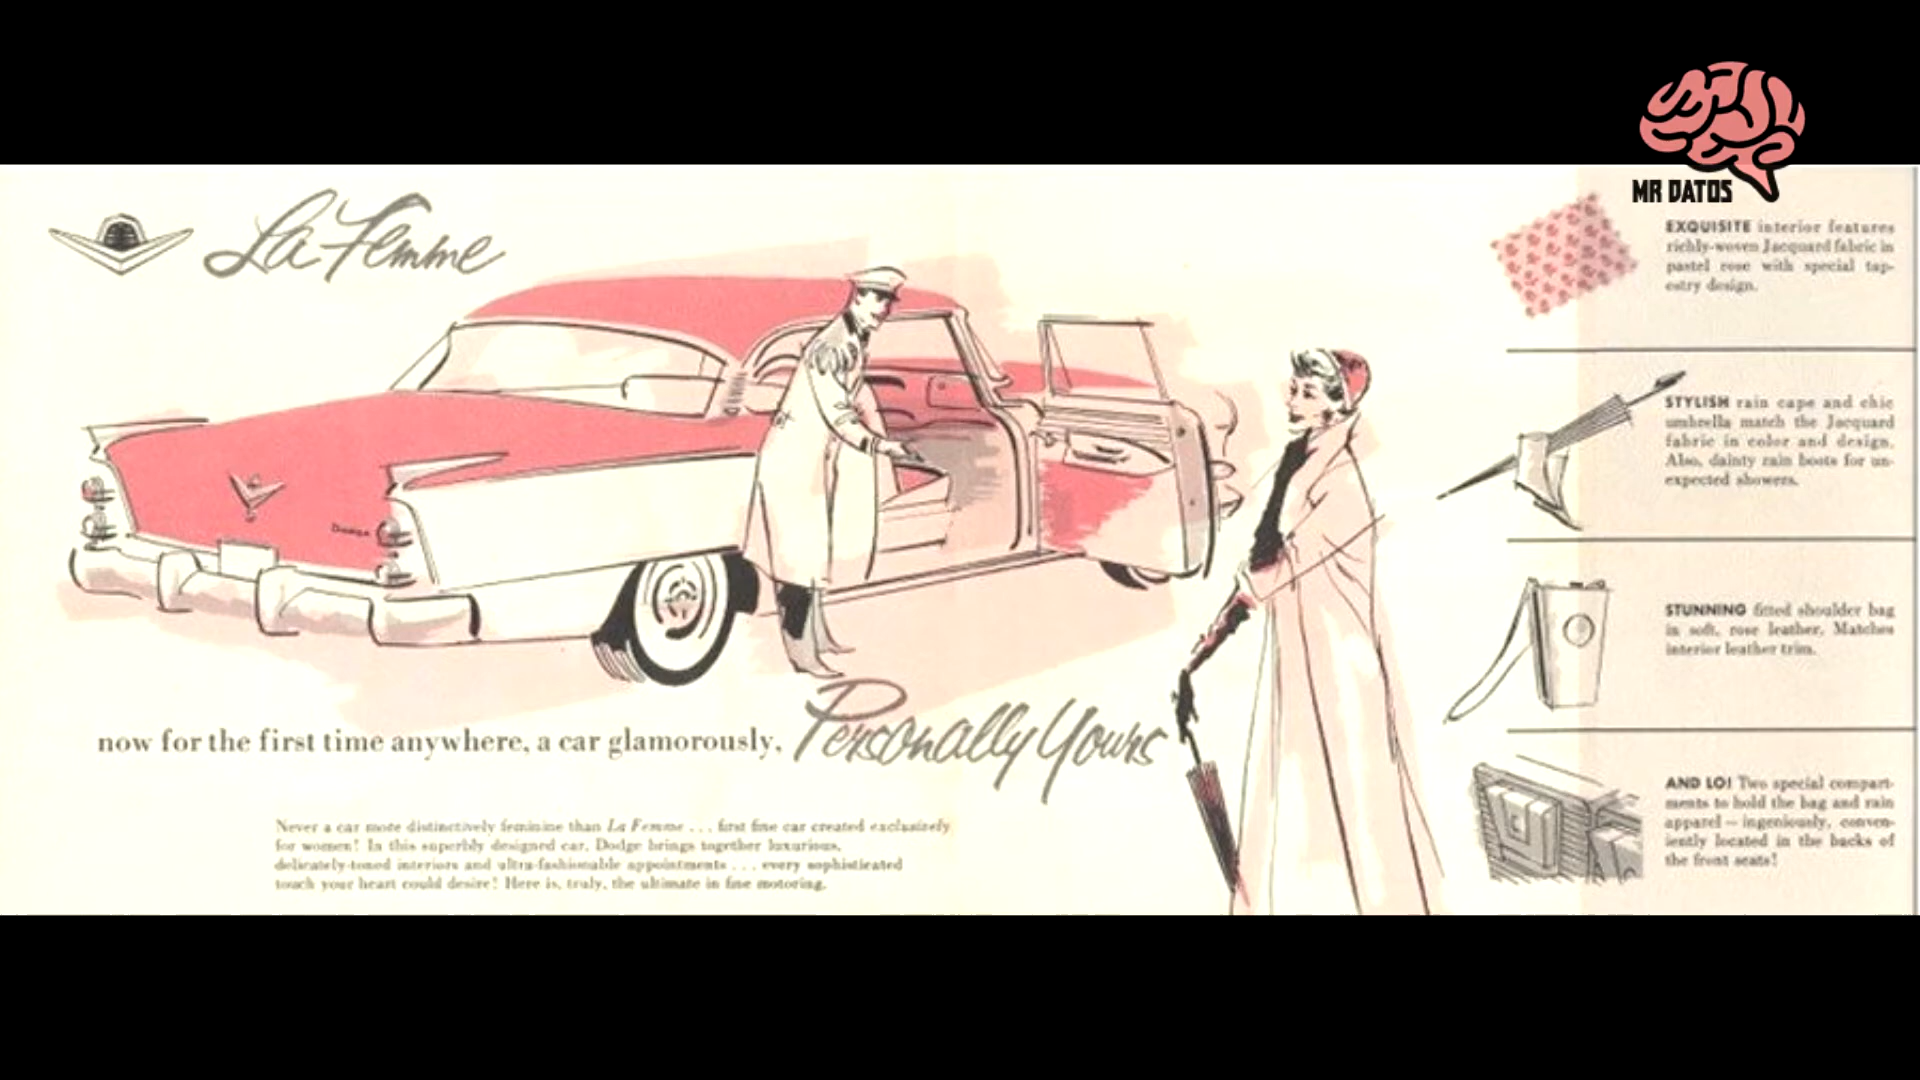 MR DATOS
La Femme
Dodge
now for the first time anywhere, a car glamorously, Personally Yours
Never a car more distinctively feminine than La Femme . . . first fine car created exclusively
for women! In this superbly designed car, Dodge brings together luxurious,
delicately-toned interiors and ultra-fashionable appointments . . . every sophisticated
touch your heart could desire! Here is, truly, the ultimate in fine motoring.
EXQUISITE interior features
richly-woven Jacquard fabric in
pastel rose with special tap-
estry design.
STYLISH rain cape and chic
umbrella match the Jacquard
fabric in color and design.
Also, dainty rain boots for un-
expected showers.
STUNNING fitted shoulder bag
in soft, rose leather. Matches
interior leather trim.
AND LO! Two special compart-
ments to hold the bag and rain
apparel — ingeniously, conven-
iently located in the backs of
the front seats!